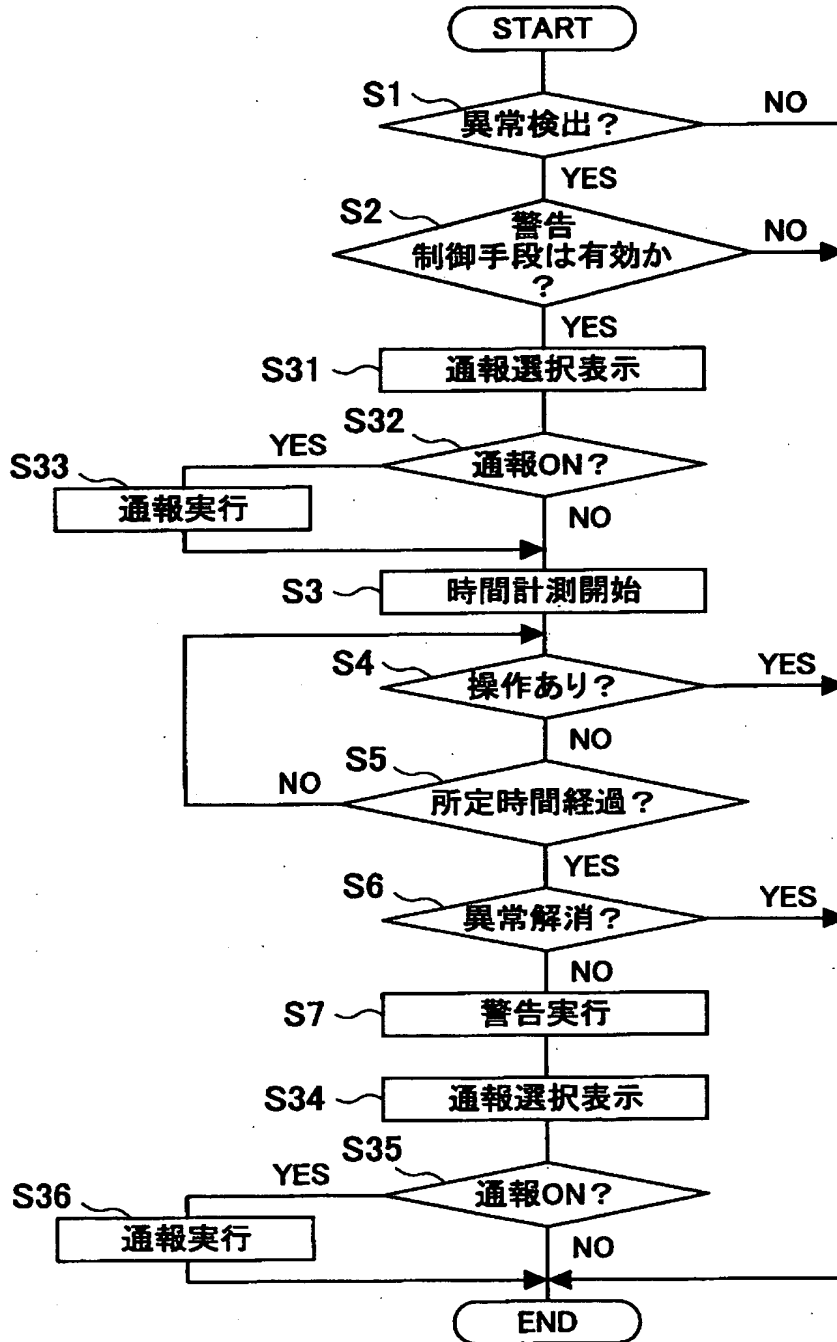 START
S1
異常検出？
NO
YES
S2
警告
制御手段は有効か
？
NO
YES
S31
通報選択表示
S32
YES
通報ON？
S33
通報実行
NO
S3
時間計測開始
S4
操作あり？
YES
NO
S5
NO
所定時間経過？
YES
S6
異常解消？
YES
NO
S7
警告実行
S34
通報選択表示
S35
YES
通報ON？
S36
通報実行
NO
END